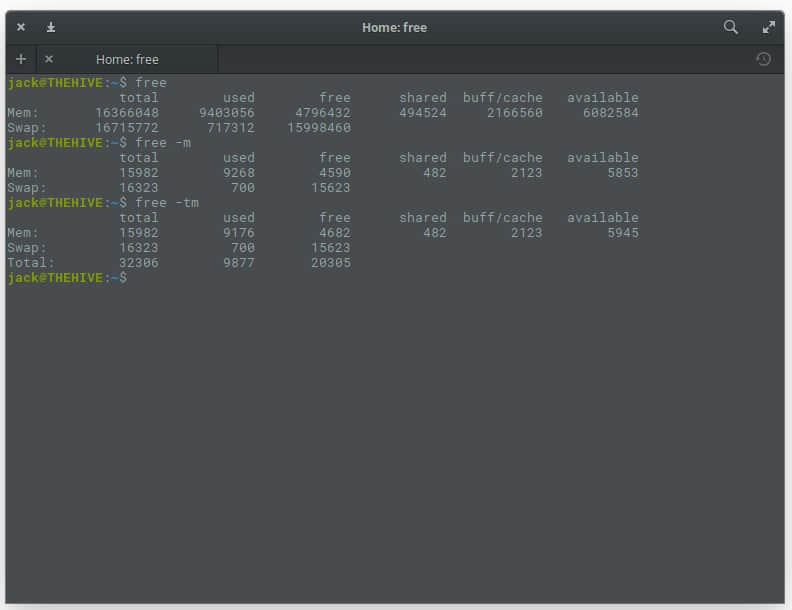 Home: free
Home: free
jack@THEHIVE:~$ free
              total        used        free      shared  buff/cache   available
Mem:       16366048     9403056     4796432      494524     2166560     6082584
Swap:      16715772      717312    15998460
jack@THEHIVE:~$ free -m
              total        used        free      shared  buff/cache   available
Mem:          15982        9268        4590         482        2123        5853
Swap:         16323         700       15623
jack@THEHIVE:~$ free -tm
              total        used        free      shared  buff/cache   available
Mem:          15982        9176        4682         482        2123        5945
Swap:         16323         700       15623
Total:        32306        9877       20305
jack@THEHIVE:~$